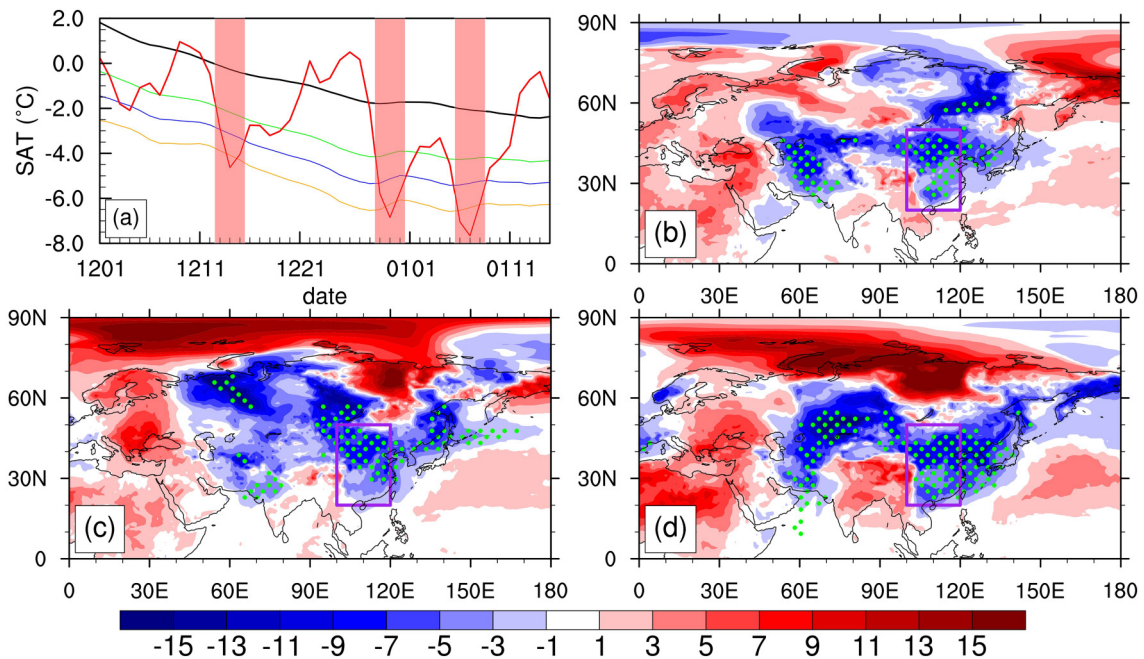 2.0
0.0
-2.0
-4.0
-6.0
-8.0
SAT (°C)
(a)
1201 1211 1221 0101 0111
date
90N
60N
30N
0
(b)
0 30E 60E 90E 120E 150E 180
90N
60N
30N
0
(c)
0 30E 60E 90E 120E 150E 180
90N
60N
30N
0
(d)
0 30E 60E 90E 120E 150E 180
-15 -13 -11 -9 -7 -5 -3 -1 1 3 5 7 9 11 13 15